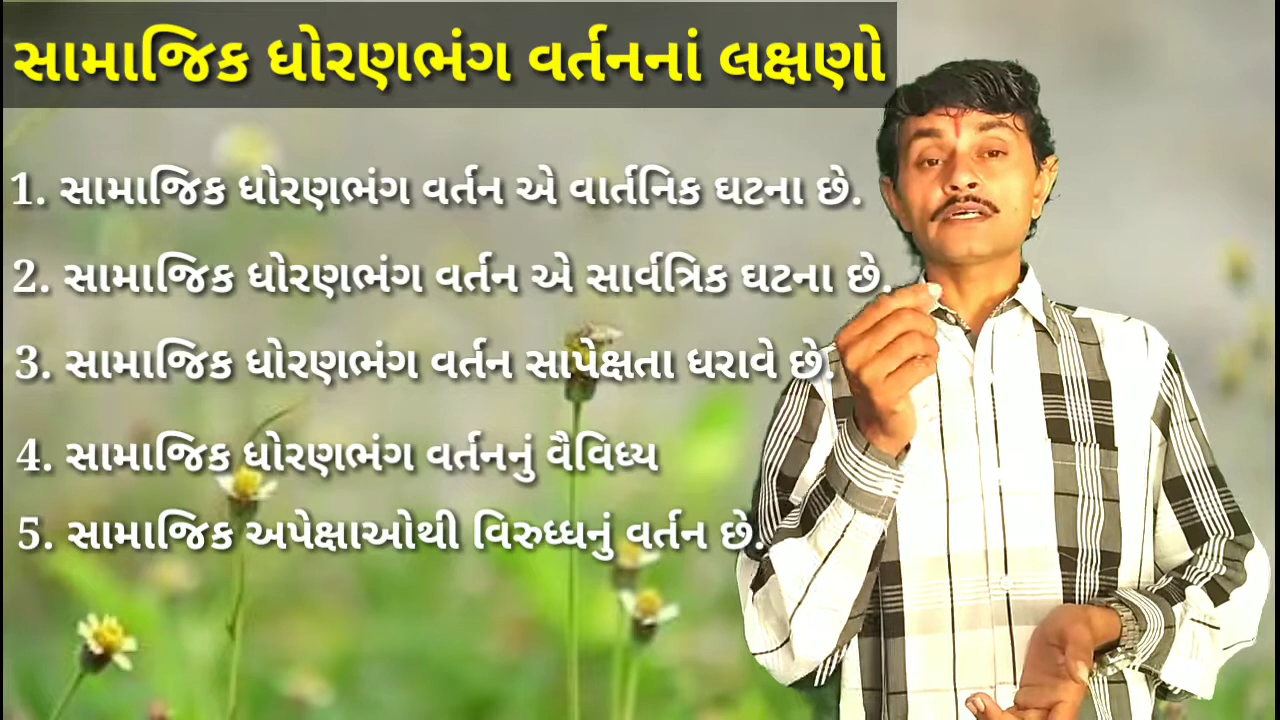 સામાજિક ધોરણભંગ વર્તનનાં લક્ષણો
1. સામાજિક ધોરણભંગ વર્તન એ વાર્તનિક ઘટના છે.
2. સામાજિક ધોરણભંગ વર્તન એ સાર્વત્રિક ઘટના છે.
3. સામાજિક ધોરણભંગ વર્તન સાપેક્ષતા ધરાવે છે.
4. સામાજિક ધોરણભંગ વર્તનનું વૈવિધ્ય
5. સામાજિક અપેક્ષાઓથી વિરુધ્ધનું વર્તન છે.